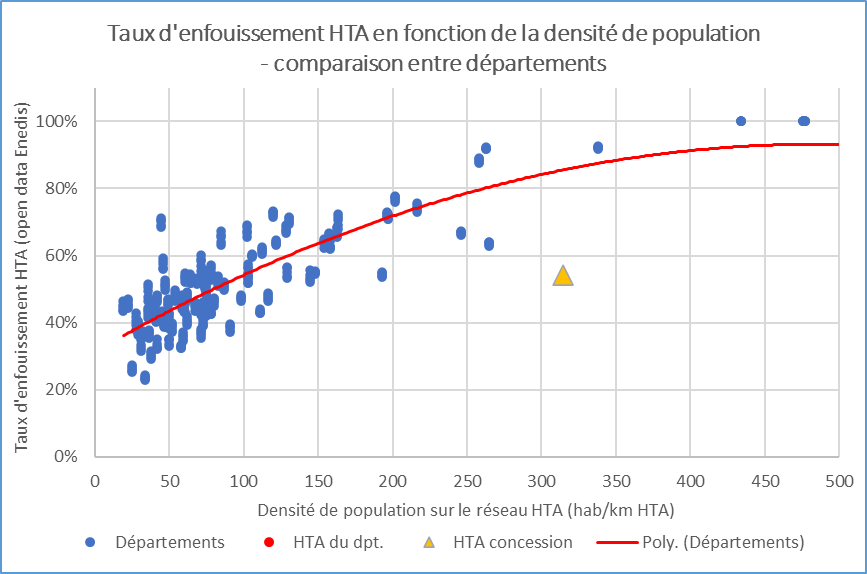 Taux d'enfouissement HTA en fonction de la densité de population
- comparaison entre départements
Taux d'enfouissement HTA (open data Enedis)
100%
80%
60%
40%
20%
0%
0 50 100 150 200 250 300 350 400 450 500
Densité de population sur le réseau HTA (hab/km HTA)
Départements HTA du dpt. HTA concession Poly. (Départements)